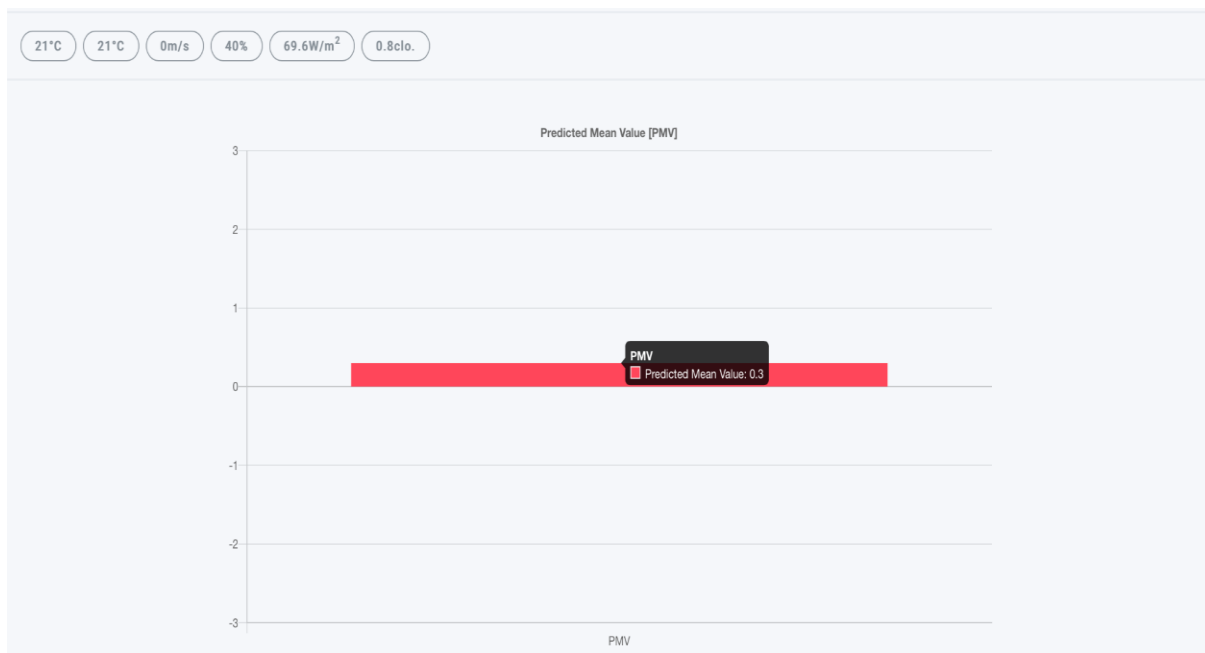 21°C 21°C 0m/s 40% 69.6W/m² 0.8clo.
Predicted Mean Value [PMV]
3
2
1
PMV
Predicted Mean Value: 0.3
0
-1
-2
-3
PMV